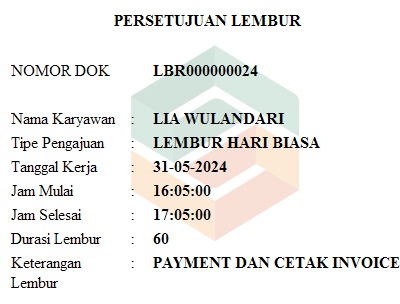 PERSETUJUAN LEMBUR
NOMOR DOK LBR000000024
Nama Karyawan : LIA WULANDARI
Tipe Pengajuan : LEMBUR HARI BIASA
Tanggal Kerja : 31-05-2024
Jam Mulai : 16:05:00
Jam Selesai : 17:05:00
Durasi Lembur : 60
Keterangan : PAYMENT DAN CETAK INVOICE
Lembur